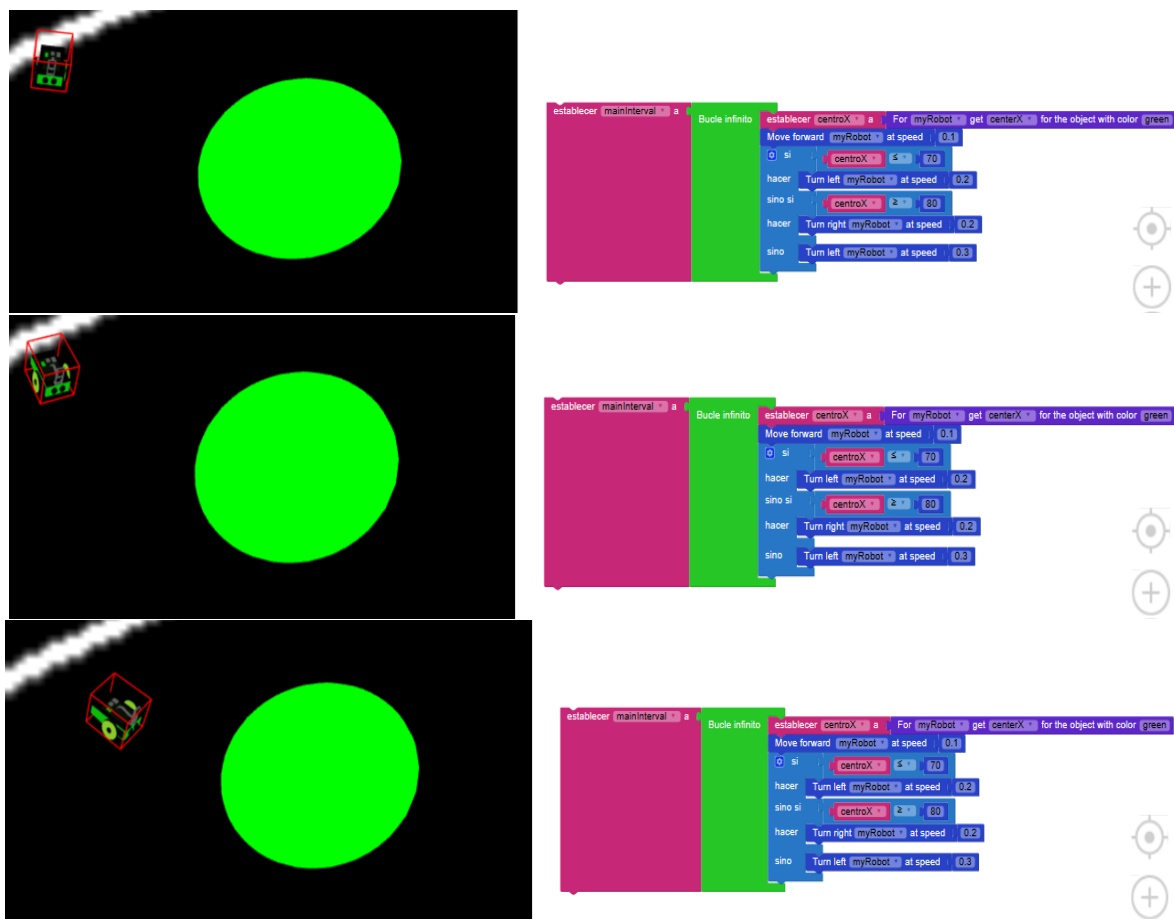 establecer mainInterval a Bucle infinito establecer centroX a For myRobot get centerX for the object with color green
Move forward myRobot at speed 0.1
si centroX ≤ 70
hacer Turn left myRobot at speed 0.2
sino si centroX ≥ 80
hacer Turn right myRobot at speed 0.2
sino Turn left myRobot at speed 0.3
establecer mainInterval a Bucle infinito establecer centroX a For myRobot get centerX for the object with color green
Move forward myRobot at speed 0.1
si centroX ≤ 70
hacer Turn left myRobot at speed 0.2
sino si centroX ≥ 80
hacer Turn right myRobot at speed 0.2
sino Turn left myRobot at speed 0.3
establecer mainInterval a Bucle infinito establecer centroX a For myRobot get centerX for the object with color green
Move forward myRobot at speed 0.1
si centroX ≤ 70
hacer Turn left myRobot at speed 0.2
sino si centroX ≥ 80
hacer Turn right myRobot at speed 0.2
sino Turn left myRobot at speed 0.3